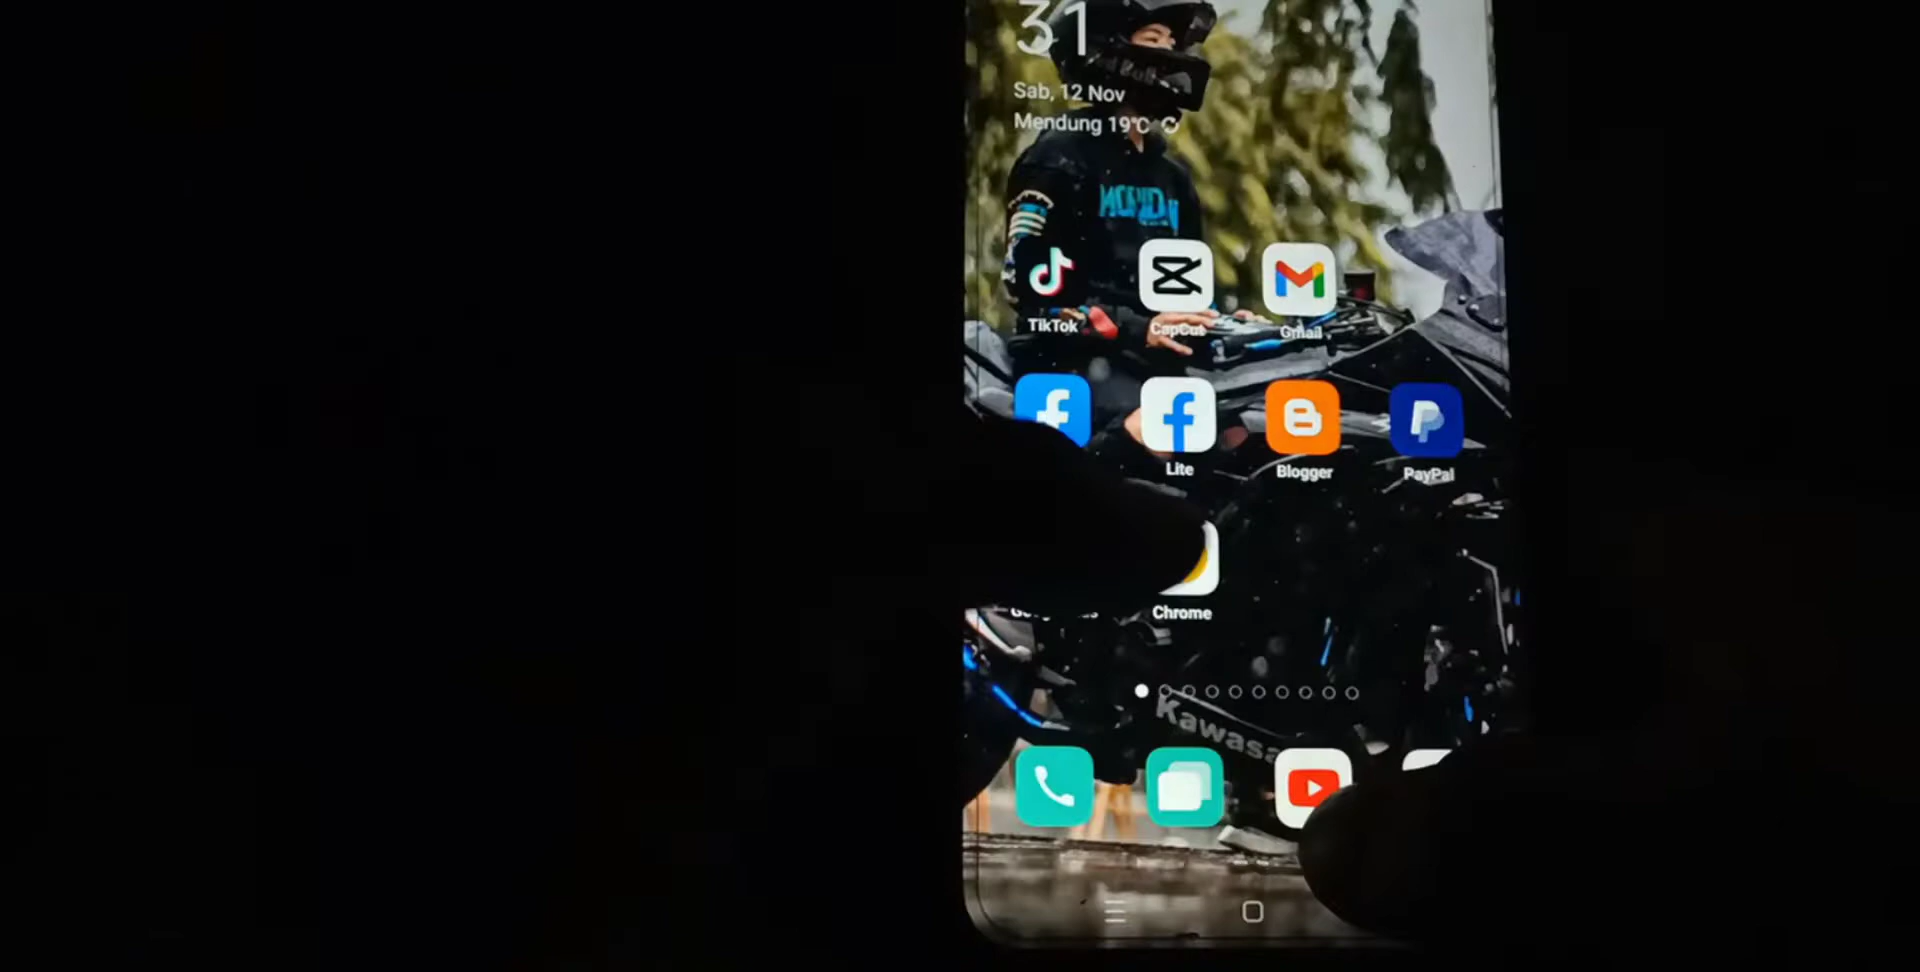 31
Sab, 12 Nov
Mendung 19°C
TikTok
CapCut
Gmail
Lite
Blogger
PayPal
Chrome
Kawasa